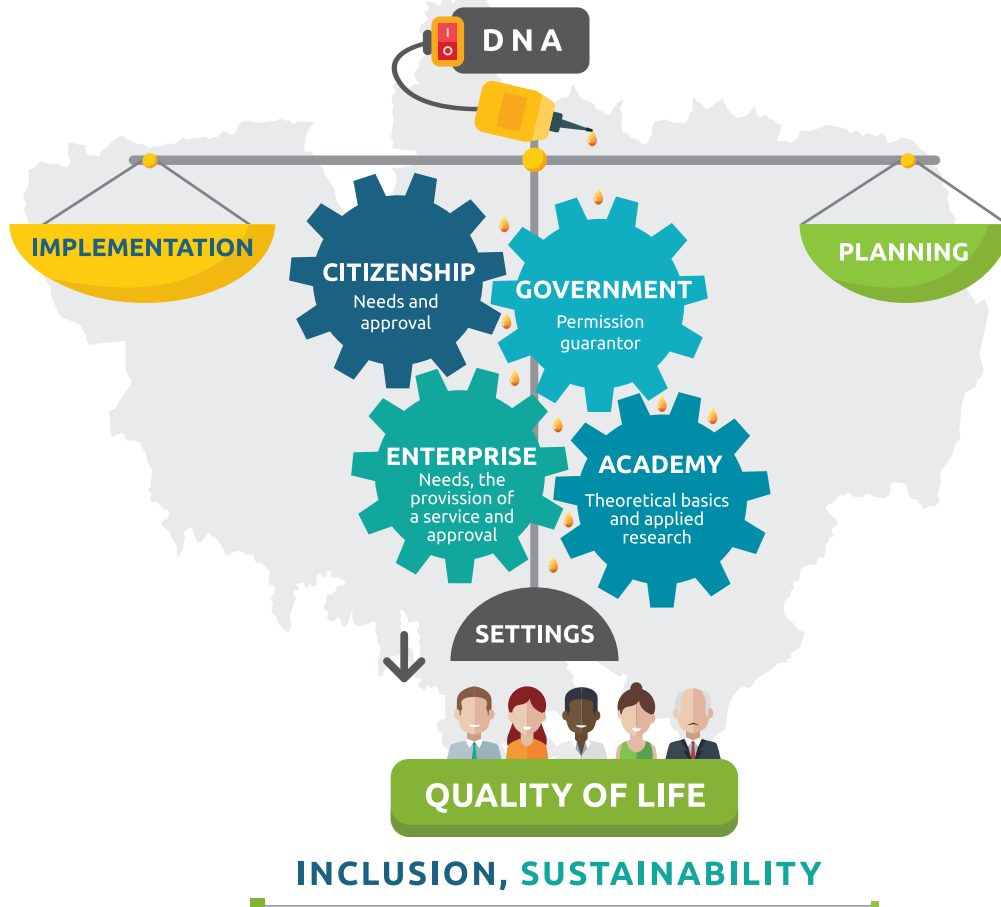 I
O
DNA
IMPLEMENTATION
PLANNING
CITIZENSHIP
Needs and
approval
GOVERNMENT
Permission
guarantor
ENTERPRISE
Needs, the
provission of
a service and
approval
ACADEMY
Theoretical basics
and applied
research
SETTINGS
QUALITY OF LIFE
INCLUSION, SUSTAINABILITY